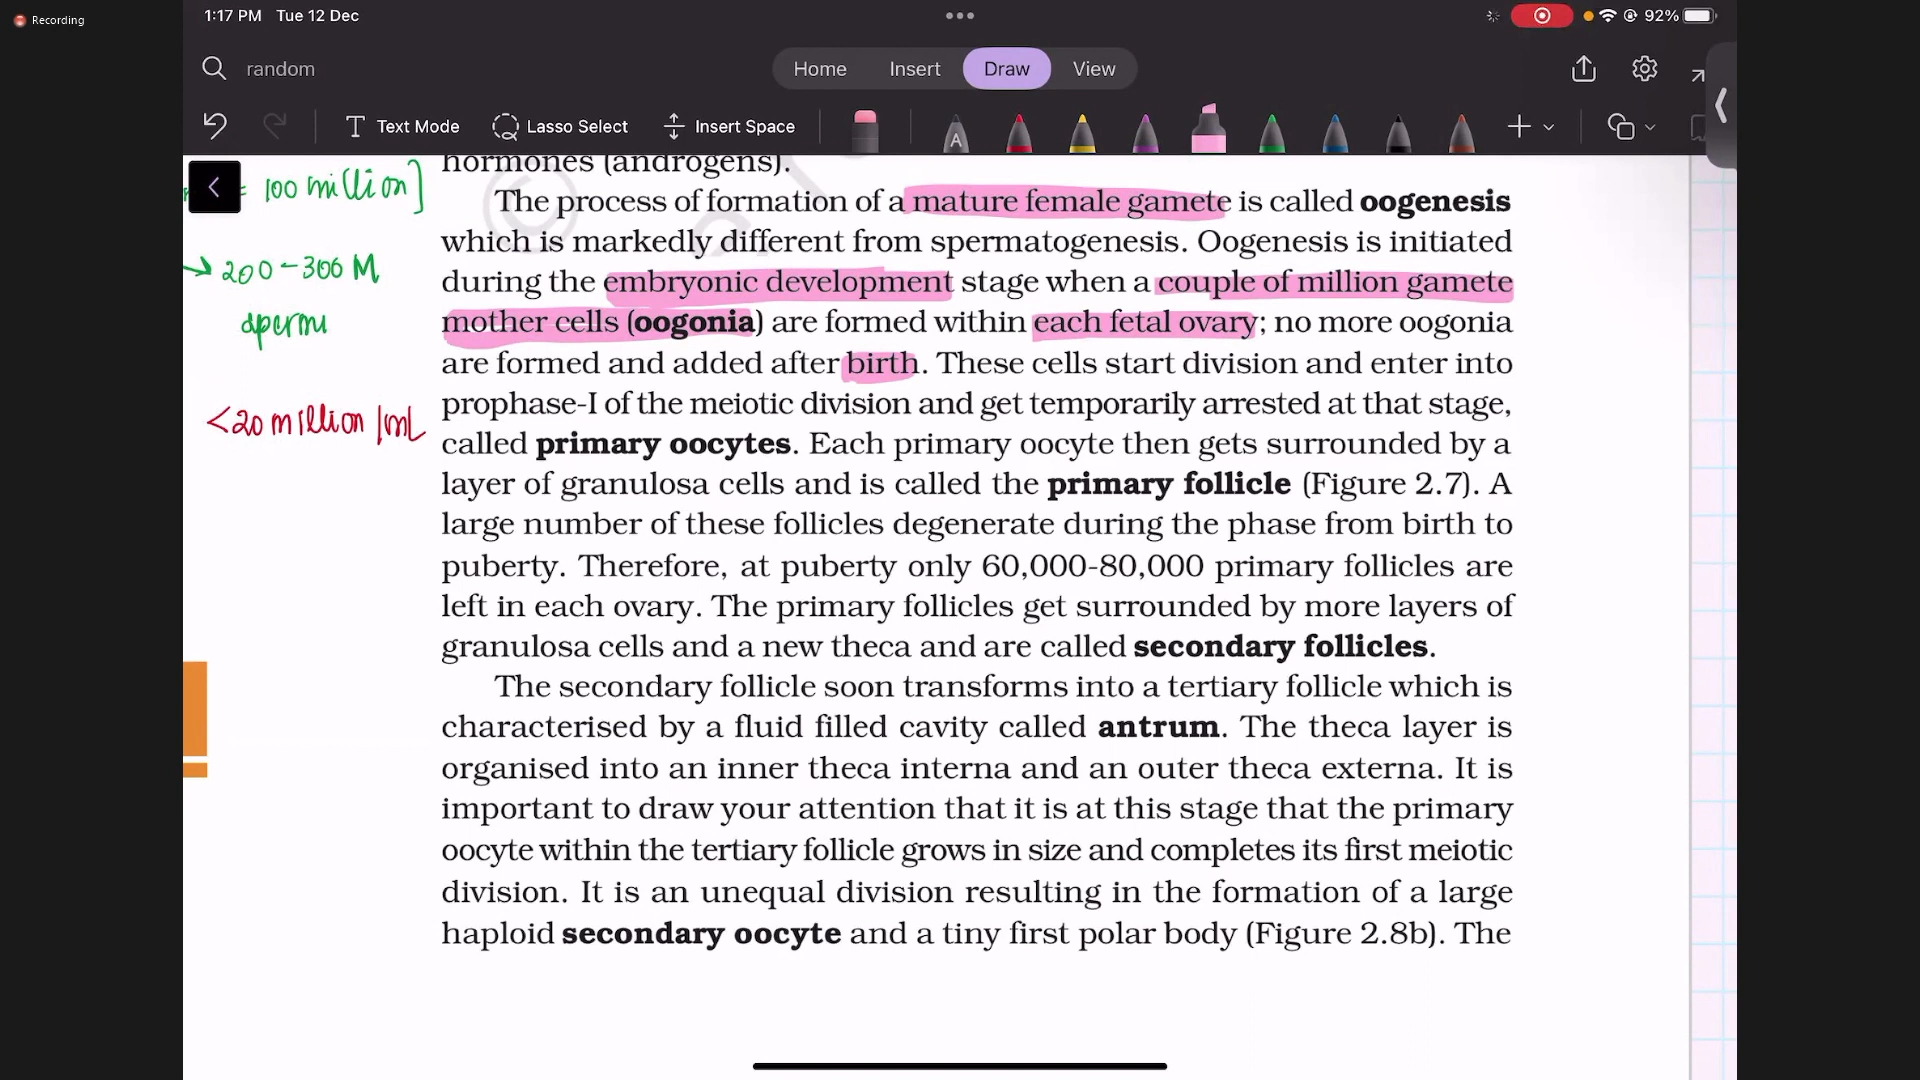 Recording
1:17 PM Tue 12 Dec
92%
random
Home Insert Draw View
Text Mode Lasso Select Insert Space
A
hormones (androgens).
= 100 million]
The process of formation of a mature female gamete is called oogenesis
which is markedly different from spermatogenesis. Oogenesis is initiated
→ 200-300 M
during the embryonic development stage when a couple of million gamete
sperms
mother cells (oogonia) are formed within each fetal ovary; no more oogonia
are formed and added after birth. These cells start division and enter into
<20 million /mL
prophase-I of the meiotic division and get temporarily arrested at that stage,
called primary oocytes. Each primary oocyte then gets surrounded by a
layer of granulosa cells and is called the primary follicle (Figure 2.7). A
large number of these follicles degenerate during the phase from birth to
puberty. Therefore, at puberty only 60,000-80,000 primary follicles are
left in each ovary. The primary follicles get surrounded by more layers of
granulosa cells and a new theca and are called secondary follicles.
The secondary follicle soon transforms into a tertiary follicle which is
characterised by a fluid filled cavity called antrum. The theca layer is
organised into an inner theca interna and an outer theca externa. It is
important to draw your attention that it is at this stage that the primary
oocyte within the tertiary follicle grows in size and completes its first meiotic
division. It is an unequal division resulting in the formation of a large
haploid secondary oocyte and a tiny first polar body (Figure 2.8b). The